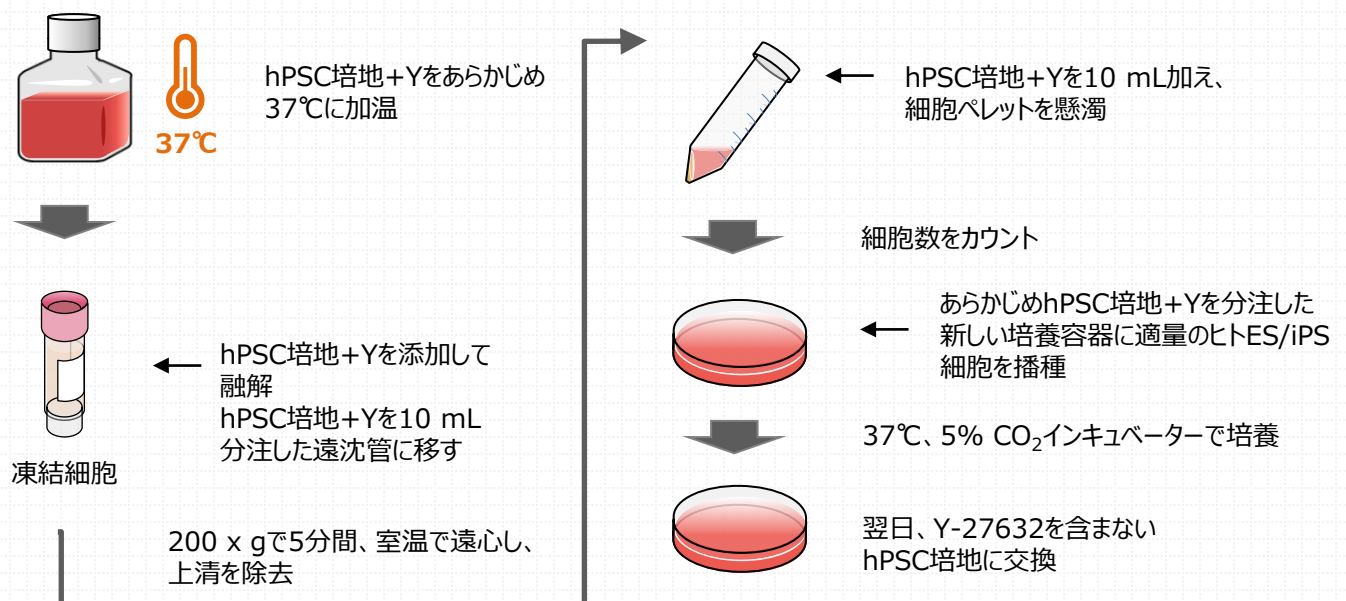 hPSC培地+Yをあらかじめ
37℃に加温
37℃
hPSC培地+Yを添加して
融解
hPSC培地+Yを10 mL
分注した遠沈管に移す
凍結細胞
200 x gで5分間、室温で遠心し、
上清を除去
hPSC培地+Yを10 mL加え、
細胞ペレットを懸濁
細胞数をカウント
あらかじめhPSC培地+Yを分注した
新しい培養容器に適量のヒトES/iPS
細胞を播種
37℃、5% CO₂インキュベーターで培養
翌日、Y-27632を含まない
hPSC培地に交換